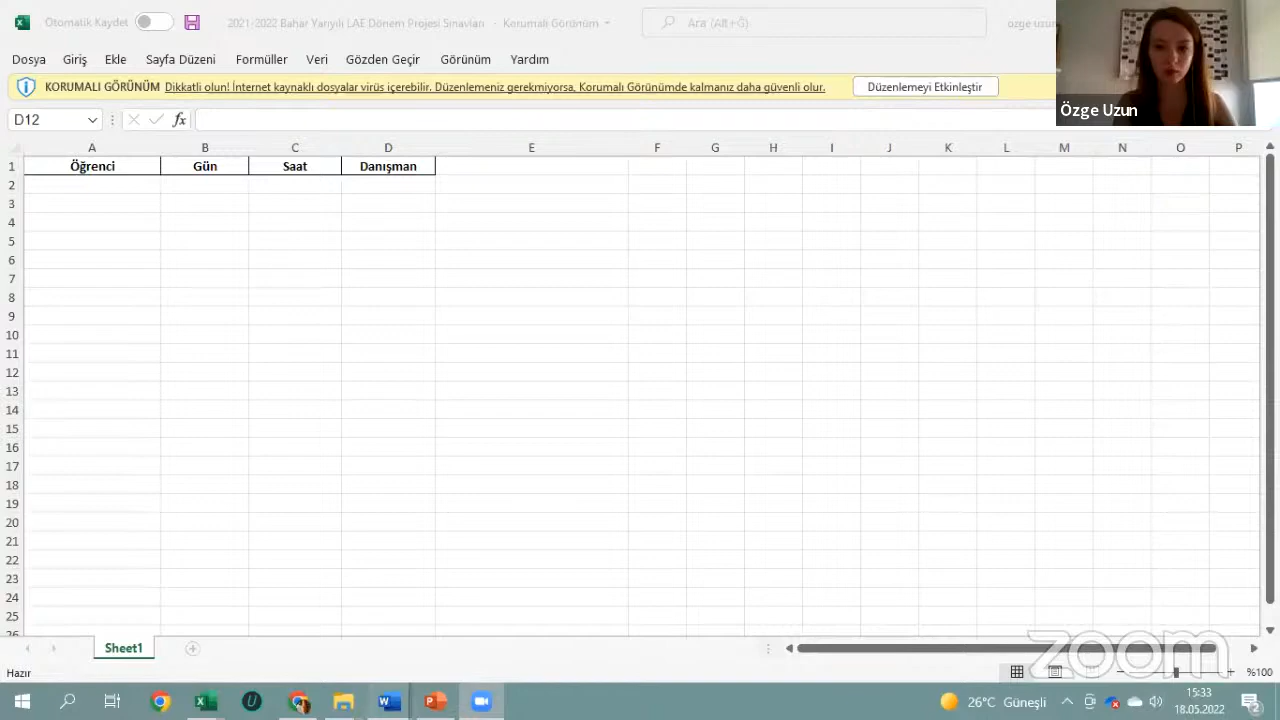 Otomatik Kaydet
2021-2022 Bahar Yarıyılı LAE Dönem Projesi Sınavları - Korumalı Görünüm
Ara (Alt+Ğ)
ozge uzun
Dosya Giriş Ekle Sayfa Düzeni Formüller Veri Gözden Geçir Görünüm Yardım
KORUMALI GÖRÜNÜM Dikkatli olun! İnternet kaynaklı dosyalar virüs içerebilir. Düzenlemeniz gerekmiyorsa, Korumalı Görünümde kalmanız daha güvenli olur.
Düzenlemeyi Etkinleştir
Özge Uzun
D12 fx
A B C D E F G H I J K L M N O P
1 Öğrenci Gün Saat Danışman
2
3
4
5
6
7
8
9
10
11
12
13
14
15
16
17
18
19
20
21
22
23
24
25
26
Sheet1
zoom
Hazır
%100
26°C Güneşli
15:33
18.05.2022
2